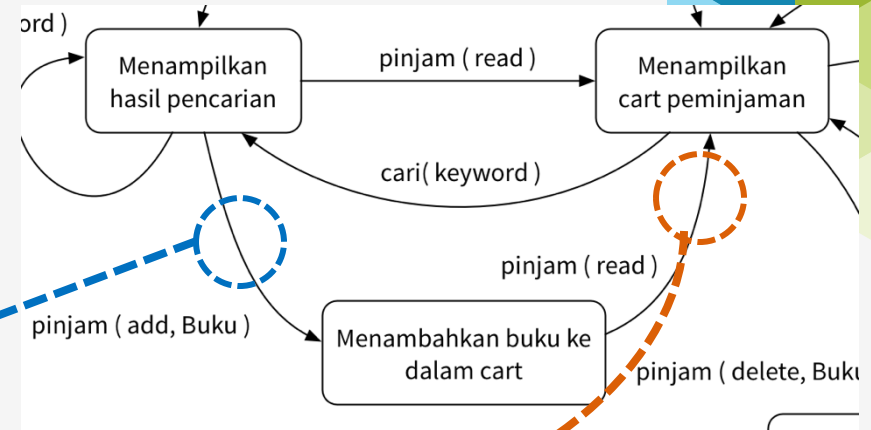 ord )
Menampilkan
hasil pencarian
pinjam ( read )
Menampilkan
cart peminjaman
cari( keyword )
pinjam ( read )
pinjam ( add, Buku )
Menambahkan buku ke
dalam cart
pinjam ( delete, Buku